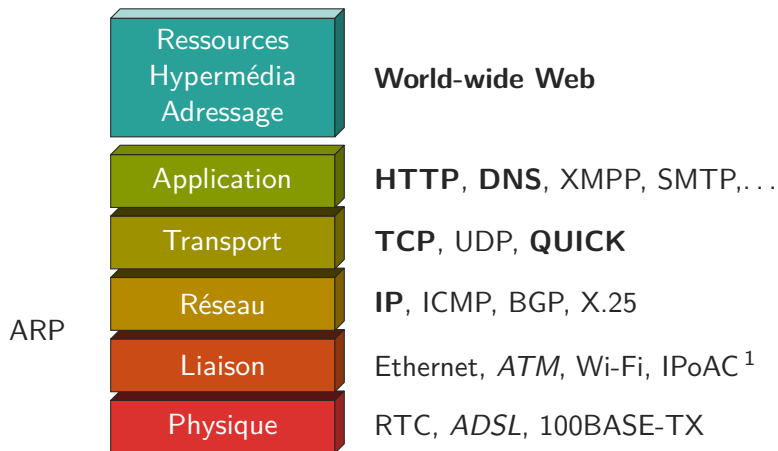 Ressources
Hypermédia
Adressage
World-wide Web
Application
HTTP, DNS, XMPP, SMTP,...
Transport
TCP, UDP, QUICK
Réseau
IP, ICMP, BGP, X.25
ARP
Liaison
Ethernet, ATM, Wi-Fi, IPoAC 1
Physique
RTC, ADSL, 100BASE-TX